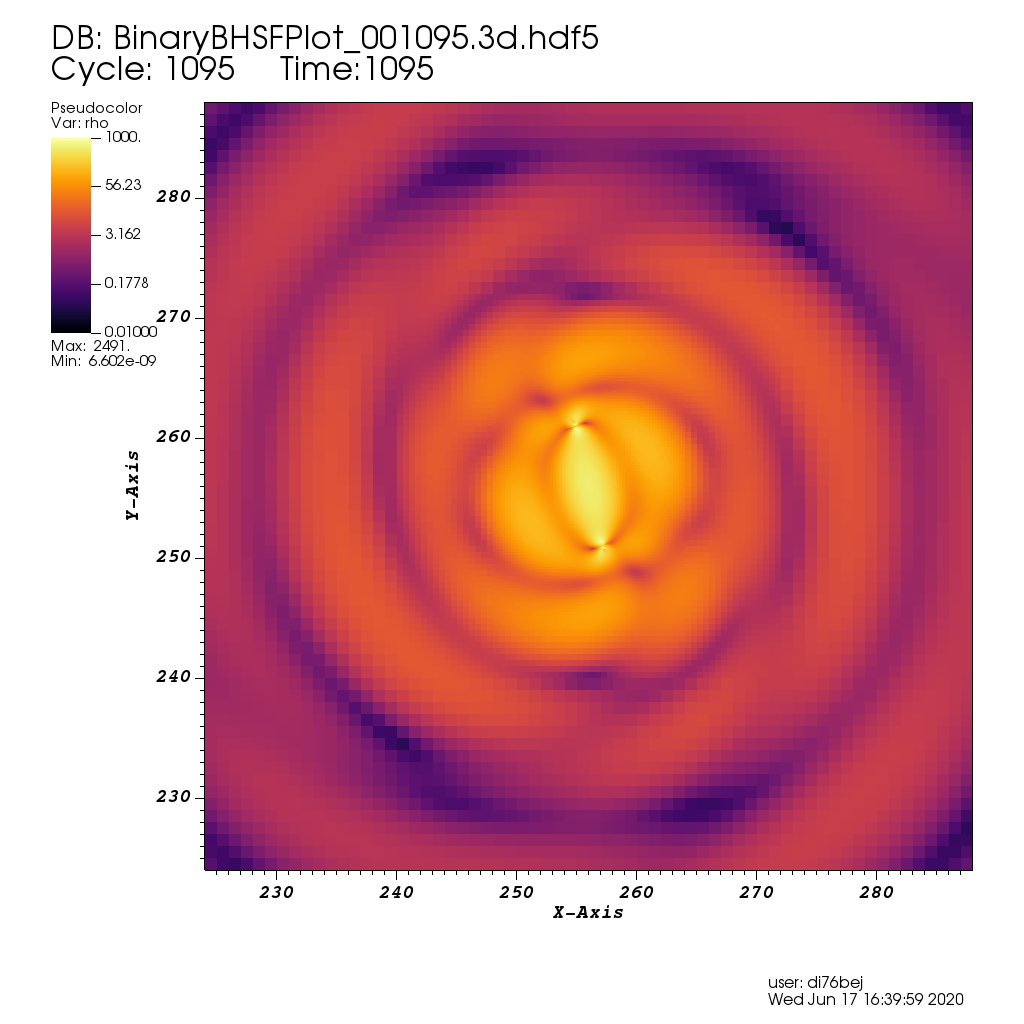 DB: BinaryBHSFPlot_001095.3d.hdf5
Cycle: 1095 Time:1095
Pseudocolor
Var: rho
1000.
56.23
3.162
0.1778
0.01000
Max: 2491.
Min: 6.602e-09
280
270
260
250
240
230
Y-Axis
230 240 250 260 270 280
X-Axis
user: di76bej
Wed Jun 17 16:39:59 2020